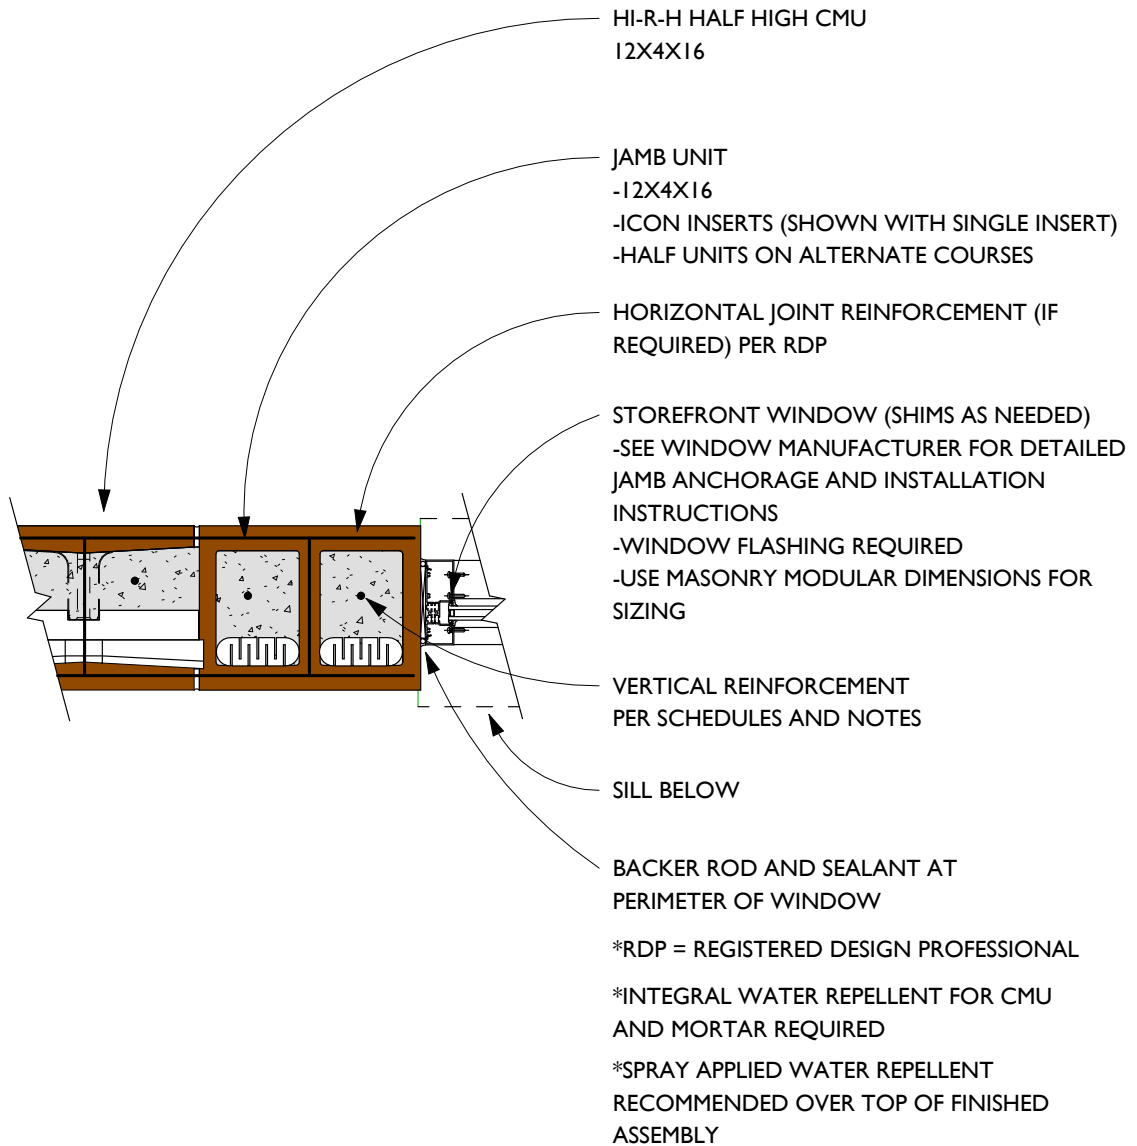 HI-R-H HALF HIGH CMU
12X4X16
JAMB UNIT
-12X4X16
-ICON INSERTS (SHOWN WITH SINGLE INSERT)
-HALF UNITS ON ALTERNATE COURSES
HORIZONTAL JOINT REINFORCEMENT (IF
REQUIRED) PER RDP
STOREFRONT WINDOW (SHIMS AS NEEDED)
-SEE WINDOW MANUFACTURER FOR DETAILED
JAMB ANCHORAGE AND INSTALLATION
INSTRUCTIONS
-WINDOW FLASHING REQUIRED
-USE MASONRY MODULAR DIMENSIONS FOR
SIZING
VERTICAL REINFORCEMENT
PER SCHEDULES AND NOTES
SILL BELOW
BACKER ROD AND SEALANT AT
PERIMETER OF WINDOW
*RDP = REGISTERED DESIGN PROFESSIONAL
*INTEGRAL WATER REPELLENT FOR CMU
AND MORTAR REQUIRED
*SPRAY APPLIED WATER REPELLENT
RECOMMENDED OVER TOP OF FINISHED
ASSEMBLY